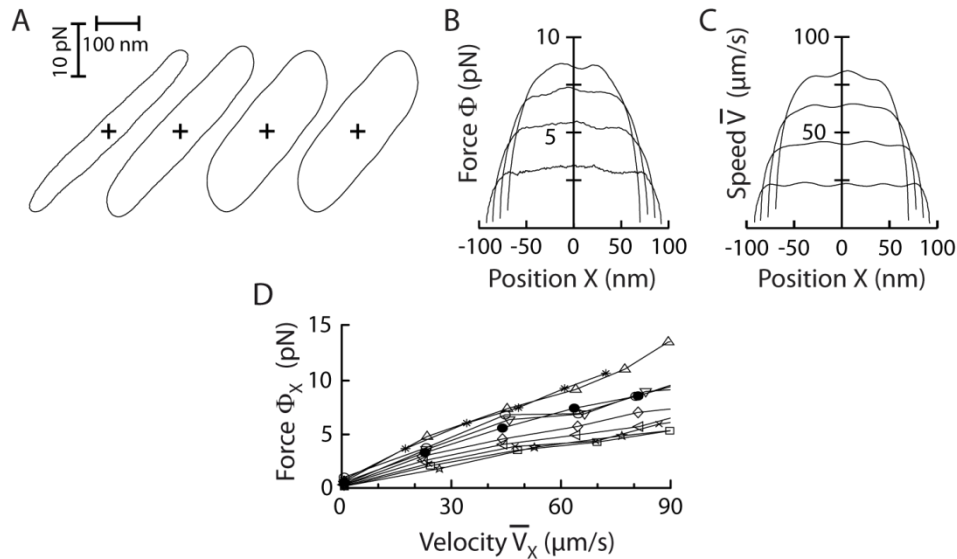 A
10 pN
100 nm
B
Force Φ (pN)
10
5
-100 -50 0 50 100
Position X (nm)
C
Speed V̅ (μm/s)
100
50
-100 -50 0 50 100
Position X (nm)
D
Force Φ_X (pN)
15
10
5
0
0 30 60 90
Velocity V̅_X (μm/s)